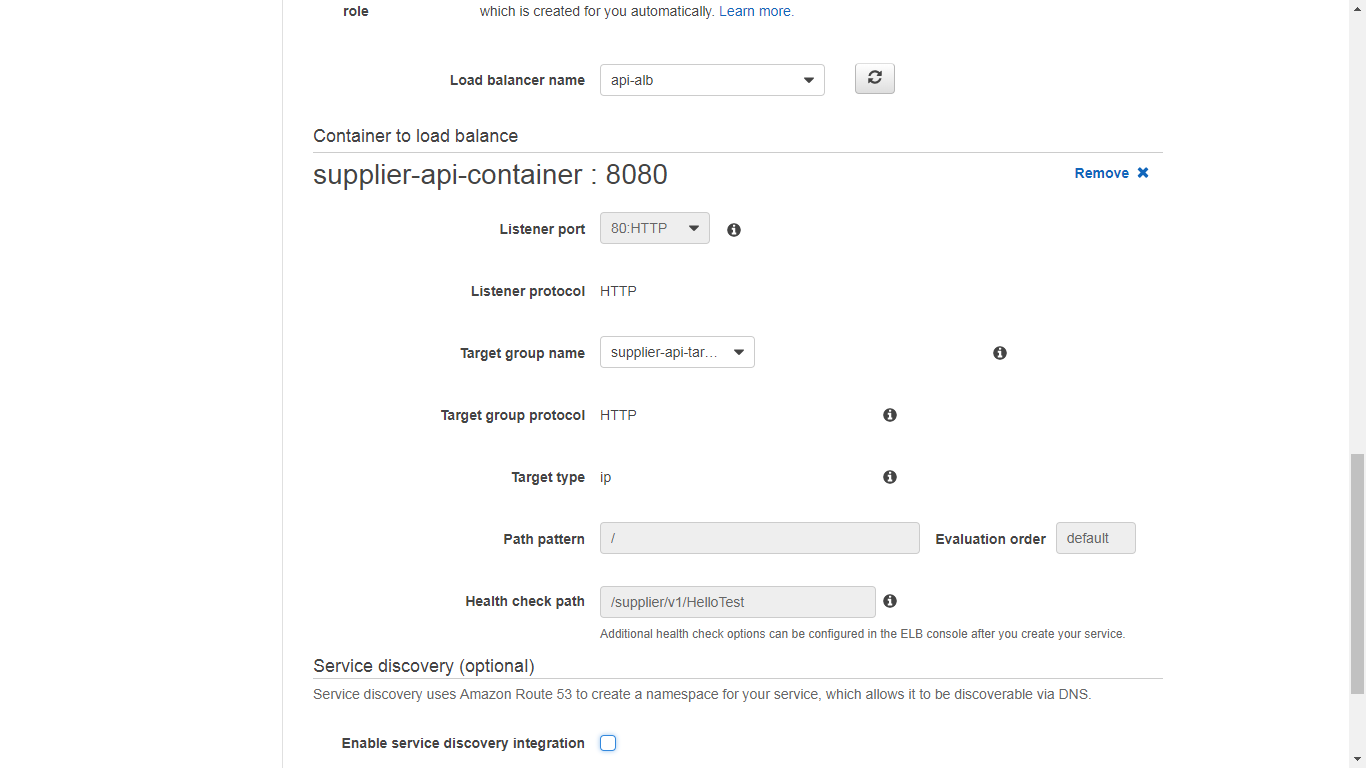 role which is created for you automatically. Learn more.
Load balancer name api-alb
Container to load balance
supplier-api-container : 8080 Remove ✖
Listener port 80:HTTP
Listener protocol HTTP
Target group name supplier-api-tar...
Target group protocol HTTP
Target type ip
Path pattern / Evaluation order default
Health check path /supplier/v1/HelloTest
Additional health check options can be configured in the ELB console after you create your service.
Service discovery (optional)
Service discovery uses Amazon Route 53 to create a namespace for your service, which allows it to be discoverable via DNS.
Enable service discovery integration